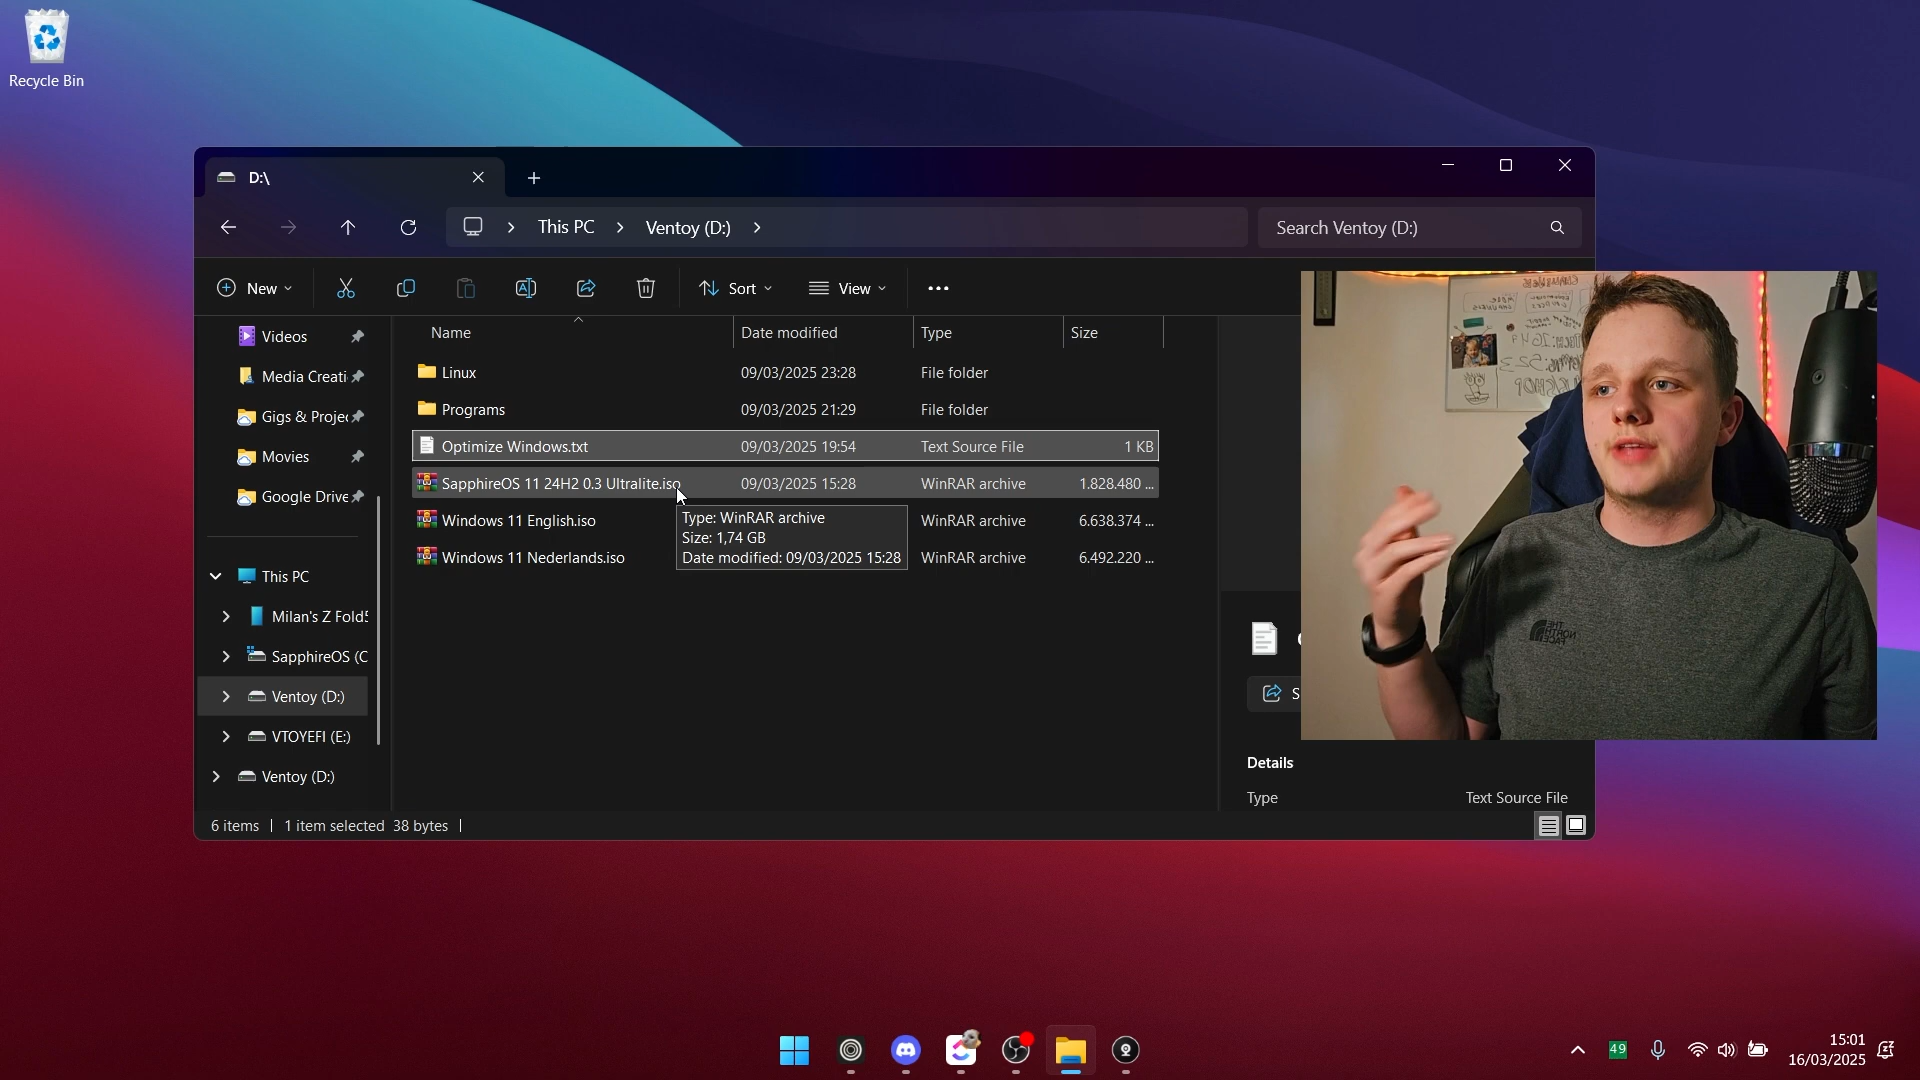 Recycle Bin
D:\
This PC
Ventoy (D:)
Search Ventoy (D:)
New
Sort
View
Videos
Media Creati
Gigs & Projec
Movies
Google Drive
This PC
Milan's Z Fold5
SapphireOS (C
Ventoy (D:)
VTOYEFI (E:)
Ventoy (D:)
Name Date modified Type Size
Linux 09/03/2025 23:28 File folder
Programs 09/03/2025 21:29 File folder
Optimize Windows.txt 09/03/2025 19:54 Text Source File 1 KB
SapphireOS 11 24H2 0.3 Ultralite.iso 09/03/2025 15:28 WinRAR archive 1.828.480 ...
Windows 11 English.iso WinRAR archive 6.638.374 ...
Windows 11 Nederlands.iso WinRAR archive 6.492.220 ...
Type: WinRAR archive
Size: 1,74 GB
Date modified: 09/03/2025 15:28
S
Details
Type Text Source File
6 items 1 item selected 38 bytes
THE
NORTH
FACE
49
15:01
16/03/2025